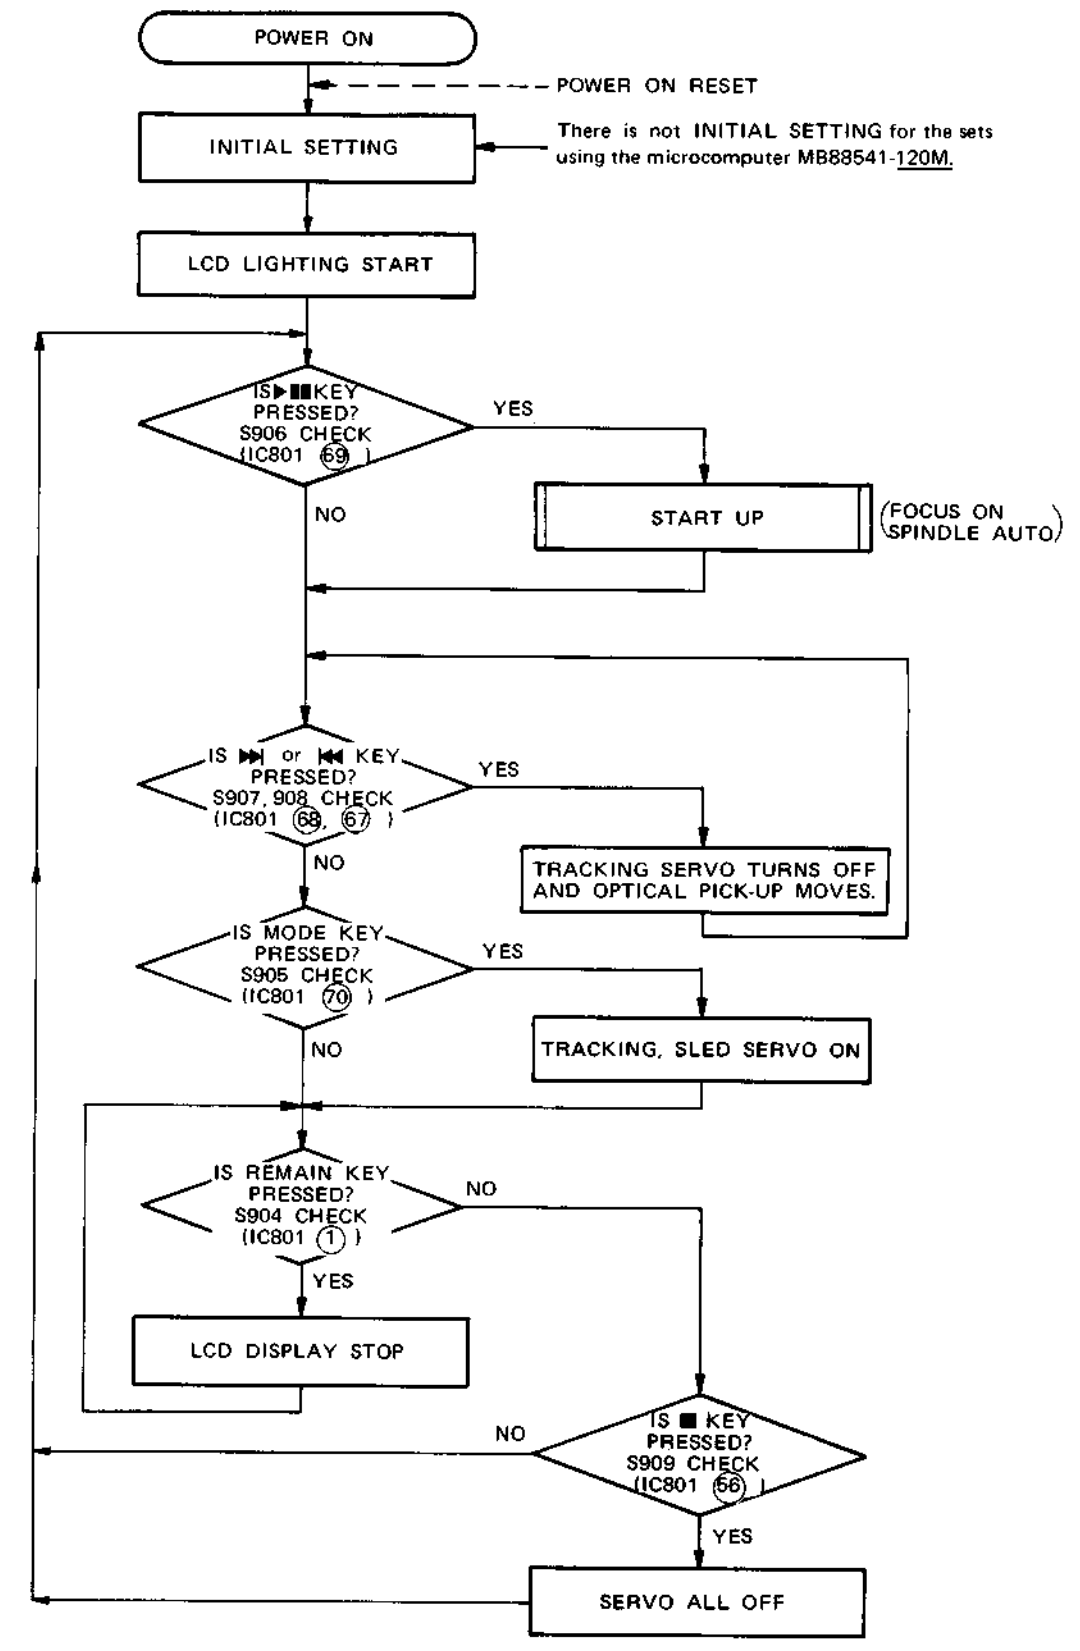 POWER ON
POWER ON RESET
INITIAL SETTING
There is not INITIAL SETTING for the sets
using the microcomputer MB88541-120M.
LCD LIGHTING START
IS ▶ ▮▮ KEY
PRESSED?
S906 CHECK
(IC801 69 )
YES
NO
START UP
(FOCUS ON
SPINDLE AUTO)
IS ▶▶| or |◀◀ KEY
PRESSED?
S907, 908 CHECK
(IC801 68, 67 )
YES
NO
TRACKING SERVO TURNS OFF
AND OPTICAL PICK-UP MOVES.
IS MODE KEY
PRESSED?
S905 CHECK
(IC801 70 )
YES
NO
TRACKING, SLED SERVO ON
IS REMAIN KEY
PRESSED?
S904 CHECK
(IC801 1 )
NO
YES
LCD DISPLAY STOP
IS ■ KEY
PRESSED?
S909 CHECK
(IC801 56 )
NO
YES
SERVO ALL OFF